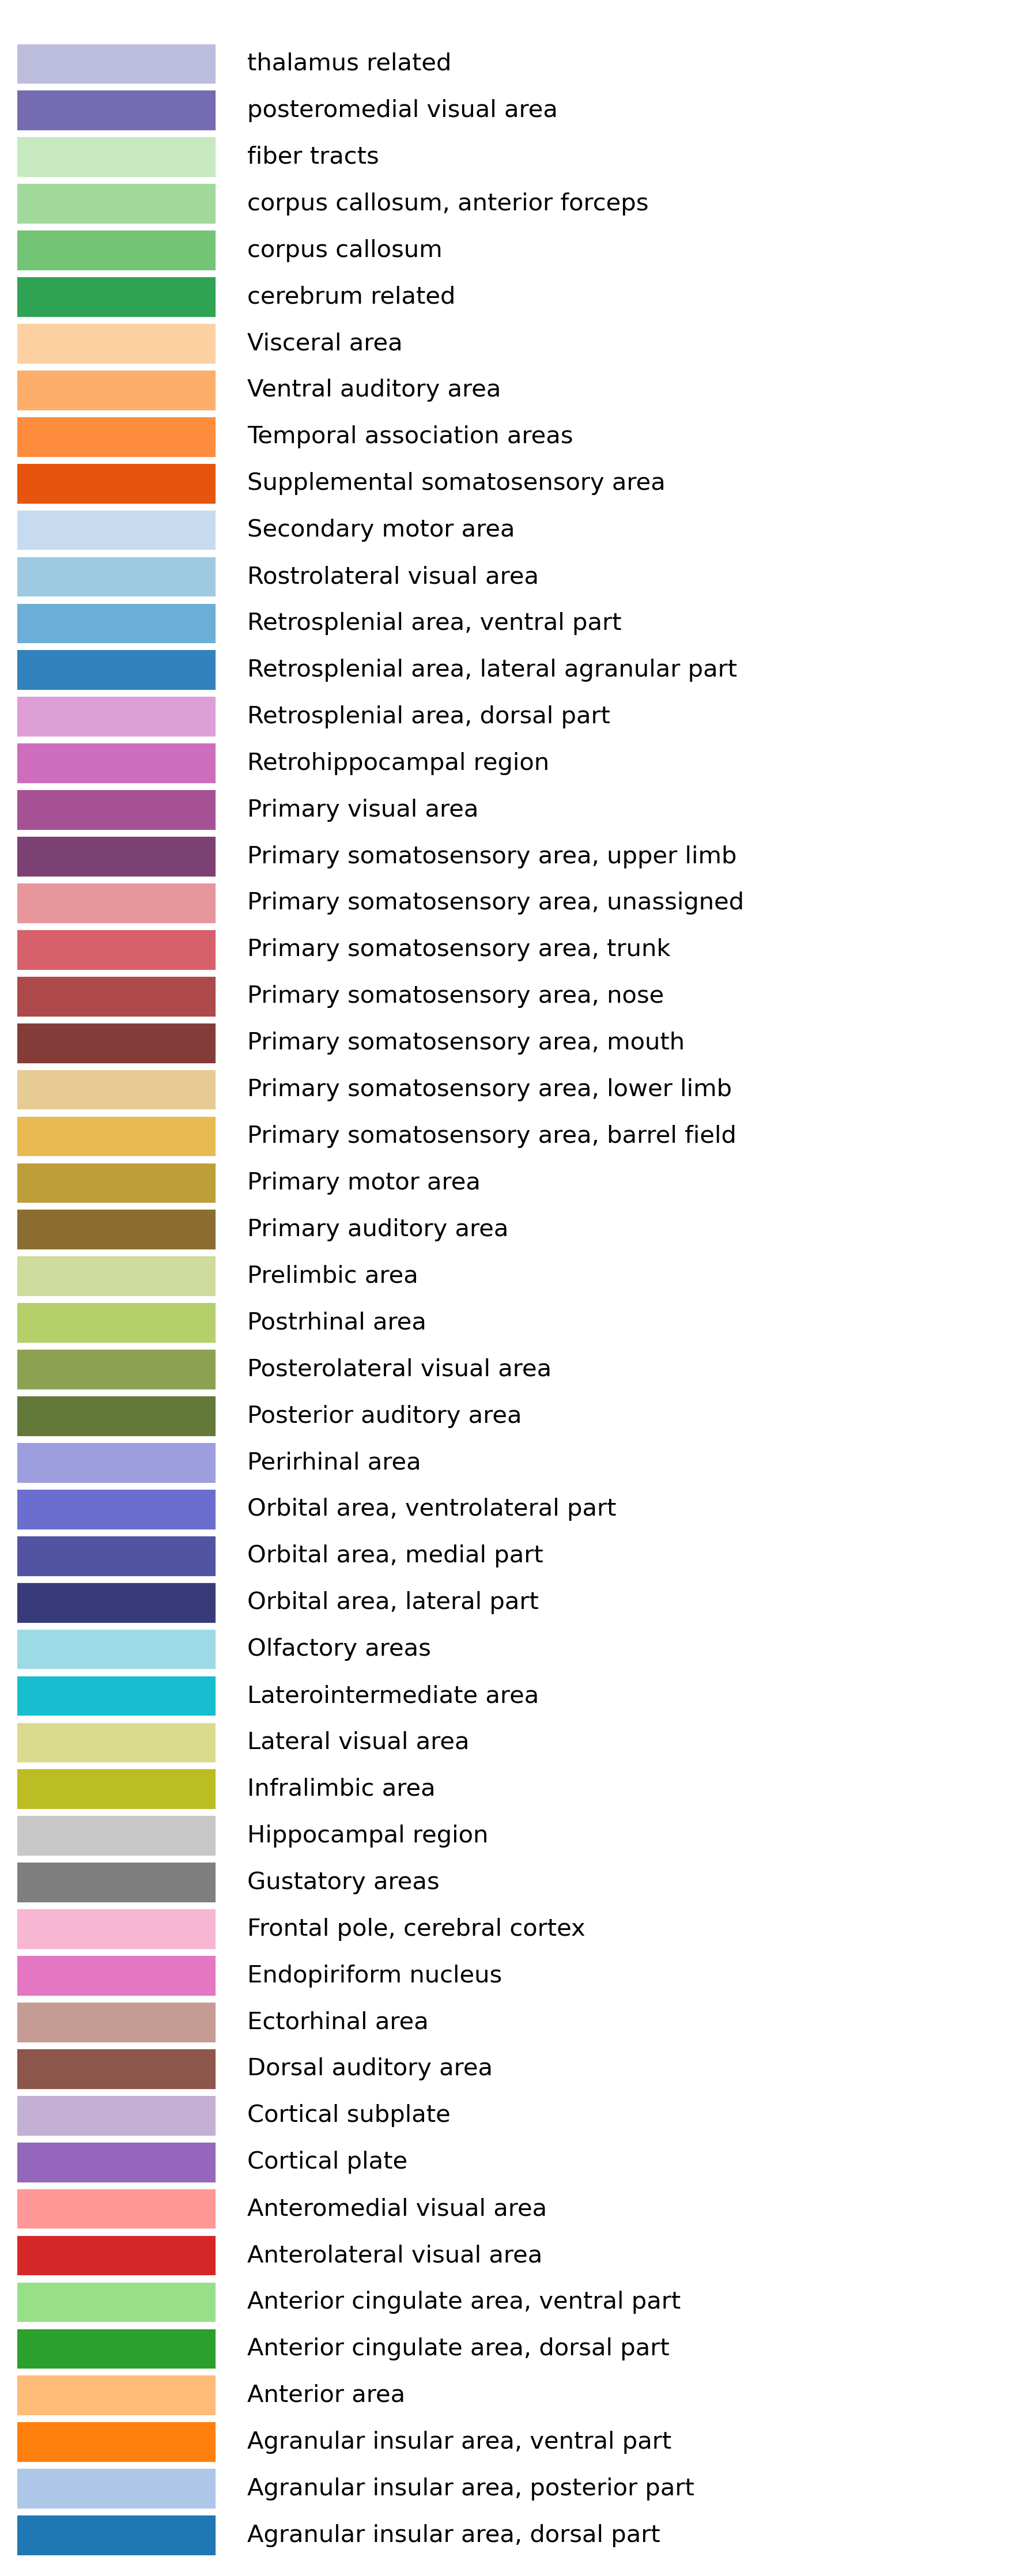 thalamus related
posteromedial visual area
fiber tracts
corpus callosum, anterior forceps
corpus callosum
cerebrum related
Visceral area
Ventral auditory area
Temporal association areas
Supplemental somatosensory area
Secondary motor area
Rostrolateral visual area
Retrosplenial area, ventral part
Retrosplenial area, lateral agranular part
Retrosplenial area, dorsal part
Retrohippocampal region
Primary visual area
Primary somatosensory area, upper limb
Primary somatosensory area, unassigned
Primary somatosensory area, trunk
Primary somatosensory area, nose
Primary somatosensory area, mouth
Primary somatosensory area, lower limb
Primary somatosensory area, barrel field
Primary motor area
Primary auditory area
Prelimbic area
Postrhinal area
Posterolateral visual area
Posterior auditory area
Perirhinal area
Orbital area, ventrolateral part
Orbital area, medial part
Orbital area, lateral part
Olfactory areas
Laterointermediate area
Lateral visual area
Infralimbic area
Hippocampal region
Gustatory areas
Frontal pole, cerebral cortex
Endopiriform nucleus
Ectorhinal area
Dorsal auditory area
Cortical subplate
Cortical plate
Anteromedial visual area
Anterolateral visual area
Anterior cingulate area, ventral part
Anterior cingulate area, dorsal part
Anterior area
Agranular insular area, ventral part
Agranular insular area, posterior part
Agranular insular area, dorsal part